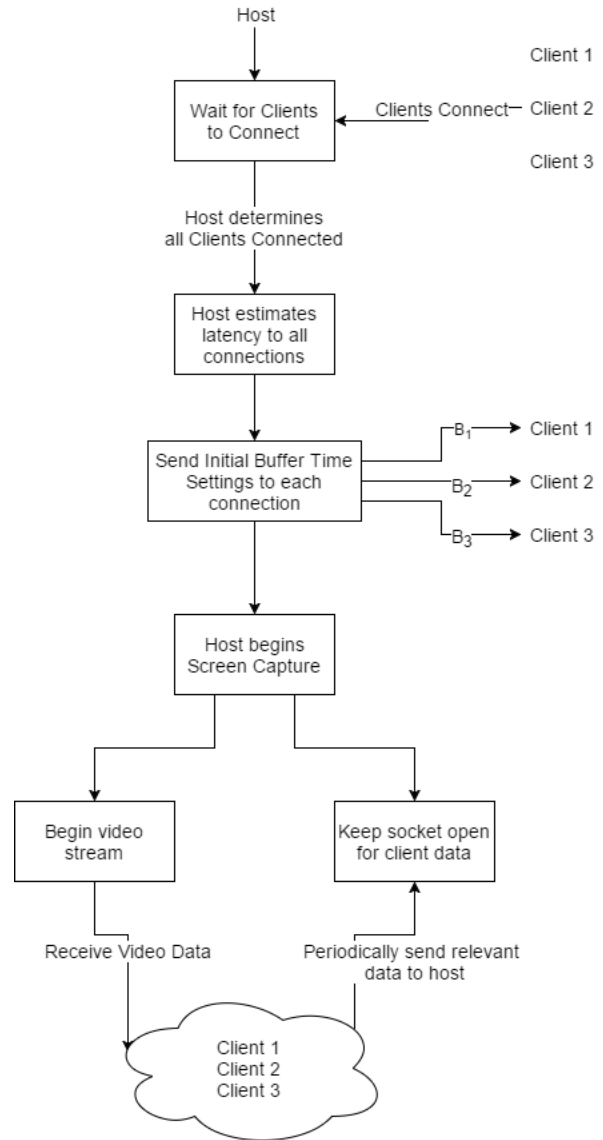 Host
Client 1
Wait for Clients
to Connect
Clients Connect
Client 2
Client 3
Host determines
all Clients Connected
Host estimates
latency to all
connections
Send Initial Buffer Time
Settings to each
connection
B1
Client 1
B2
Client 2
B3
Client 3
Host begins
Screen Capture
Begin video
stream
Keep socket open
for client data
Receive Video Data
Periodically send relevant
data to host
Client 1
Client 2
Client 3